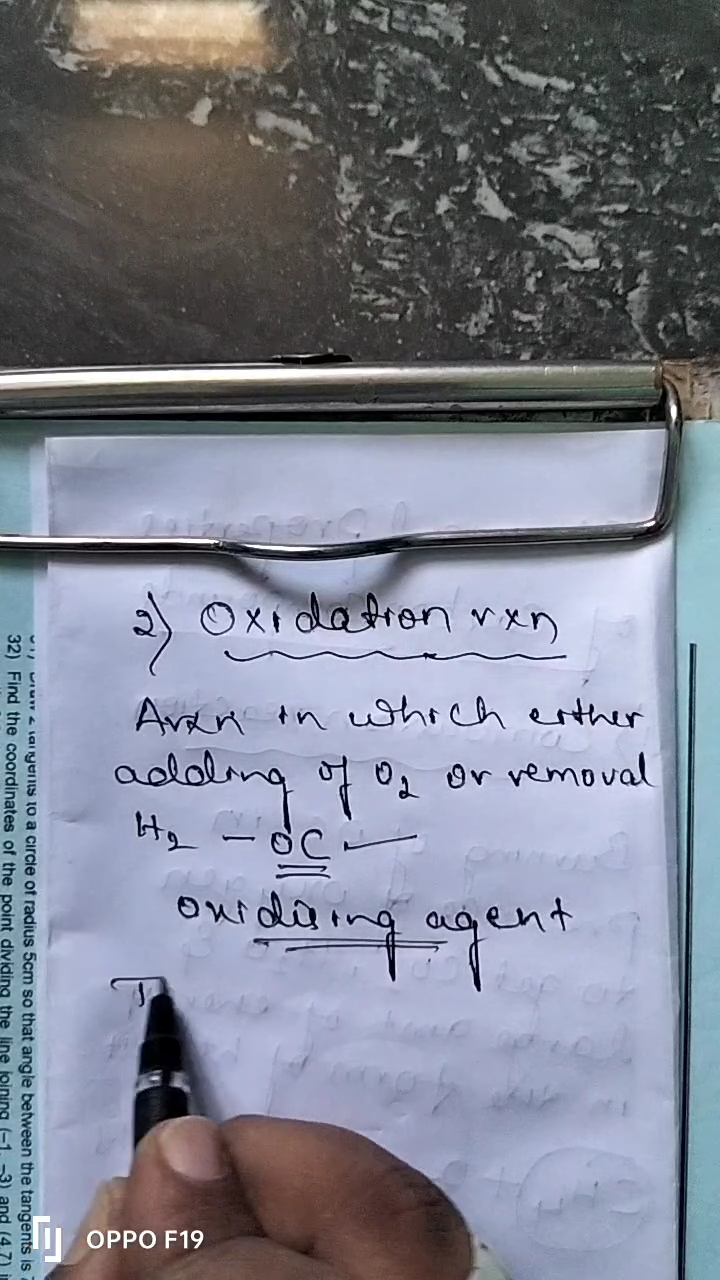 2) Oxidation rxn
A rxn in which either
adding of O2 or removal
H2 - OC
oxidising agent
T
32) Find the coordinates of the point dividing the line joining (-1, -3) and (4,7) i
tangents to a circle of radius 5cm so that angle between the tangents is
OPPO F19